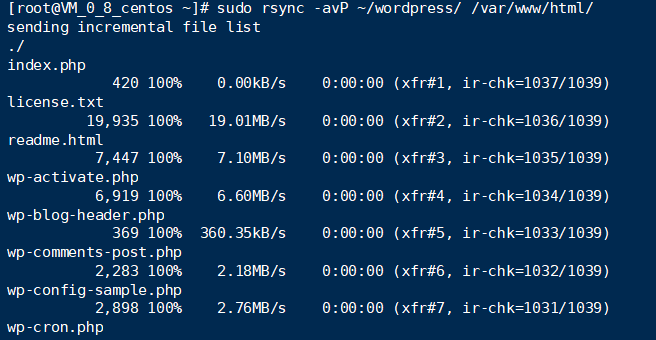 [root@VM_0_8_centos ~]# sudo rsync -avP ~/wordpress/ /var/www/html/
sending incremental file list
./
index.php
420 100% 0.00kB/s 0:00:00 (xfr#1, ir-chk=1037/1039)
license.txt
19,935 100% 19.01MB/s 0:00:00 (xfr#2, ir-chk=1036/1039)
readme.html
7,447 100% 7.10MB/s 0:00:00 (xfr#3, ir-chk=1035/1039)
wp-activate.php
6,919 100% 6.60MB/s 0:00:00 (xfr#4, ir-chk=1034/1039)
wp-blog-header.php
369 100% 360.35kB/s 0:00:00 (xfr#5, ir-chk=1033/1039)
wp-comments-post.php
2,283 100% 2.18MB/s 0:00:00 (xfr#6, ir-chk=1032/1039)
wp-config-sample.php
2,898 100% 2.76MB/s 0:00:00 (xfr#7, ir-chk=1031/1039)
wp-cron.php